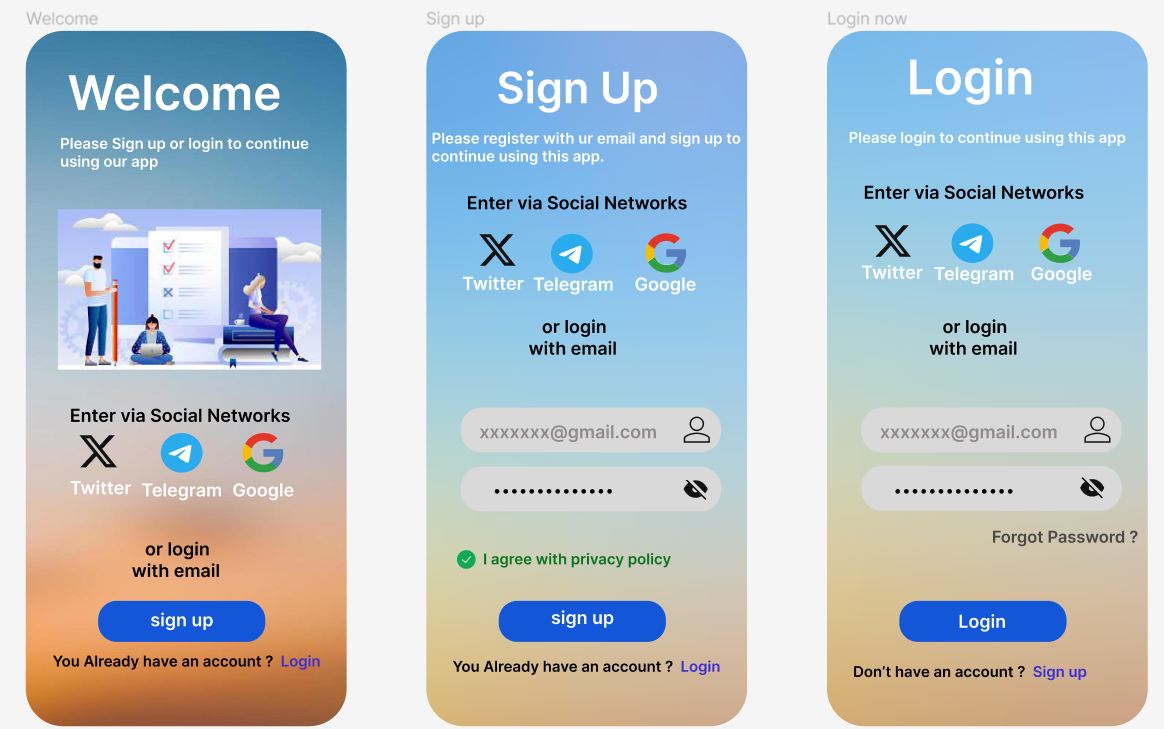 Welcome
Welcome
Please Sign up or login to continue
using our app
Enter via Social Networks
Twitter Telegram Google
or login
with email
sign up
You Already have an account ? Login
Sign up
Sign Up
Please register with ur email and sign up to
continue using this app.
Enter via Social Networks
Twitter Telegram Google
or login
with email
xxxxxxx@gmail.com
••••••••••••••
I agree with privacy policy
sign up
You Already have an account ? Login
Login now
Login
Please login to continue using this app
Enter via Social Networks
Twitter Telegram Google
or login
with email
xxxxxxx@gmail.com
••••••••••••••
Forgot Password ?
Login
Don’t have an account ? Sign up